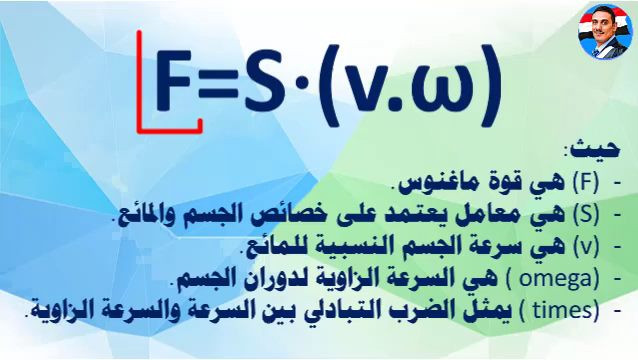 F=S·(v.ω)
حيث:
- (F) هي قوة ماغنوس.
- (S) هي معامل يعتمد على خصائص الجسم والمائع.
- (v) هي سرعة الجسم النسبية للمائع.
- (omega ) هي السرعة الزاوية لدوران الجسم.
- (times ) يمثل الضرب التبادلي بين السرعة والسرعة الزاوية.